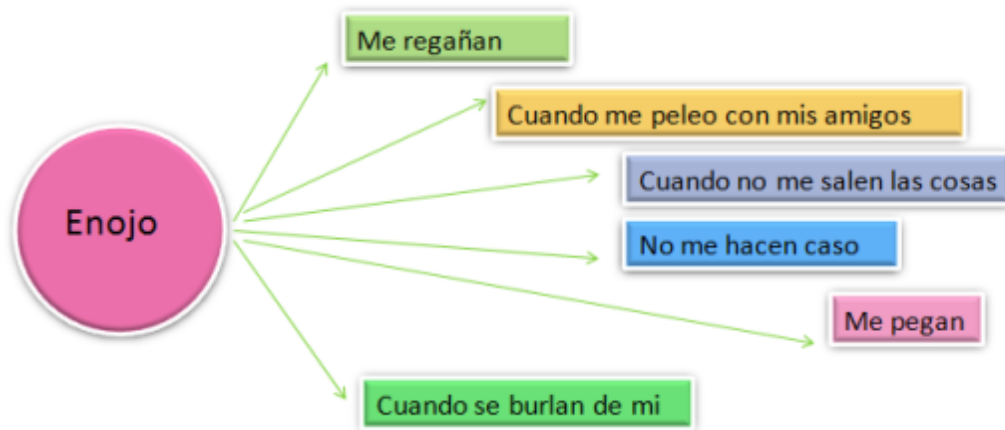 Me regañan
Cuando me peleo con mis amigos
Cuando no me salen las cosas
Enojo
No me hacen caso
Me pegan
Cuando se burlan de mi